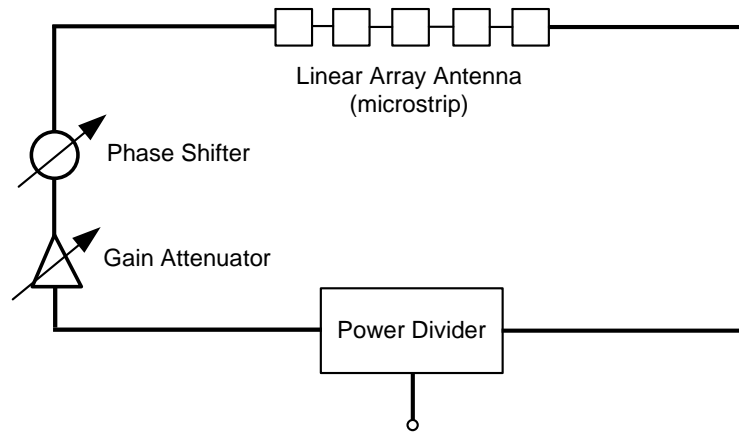 Linear Array Antenna
(microstrip)
Phase Shifter
Gain Attenuator
Power Divider